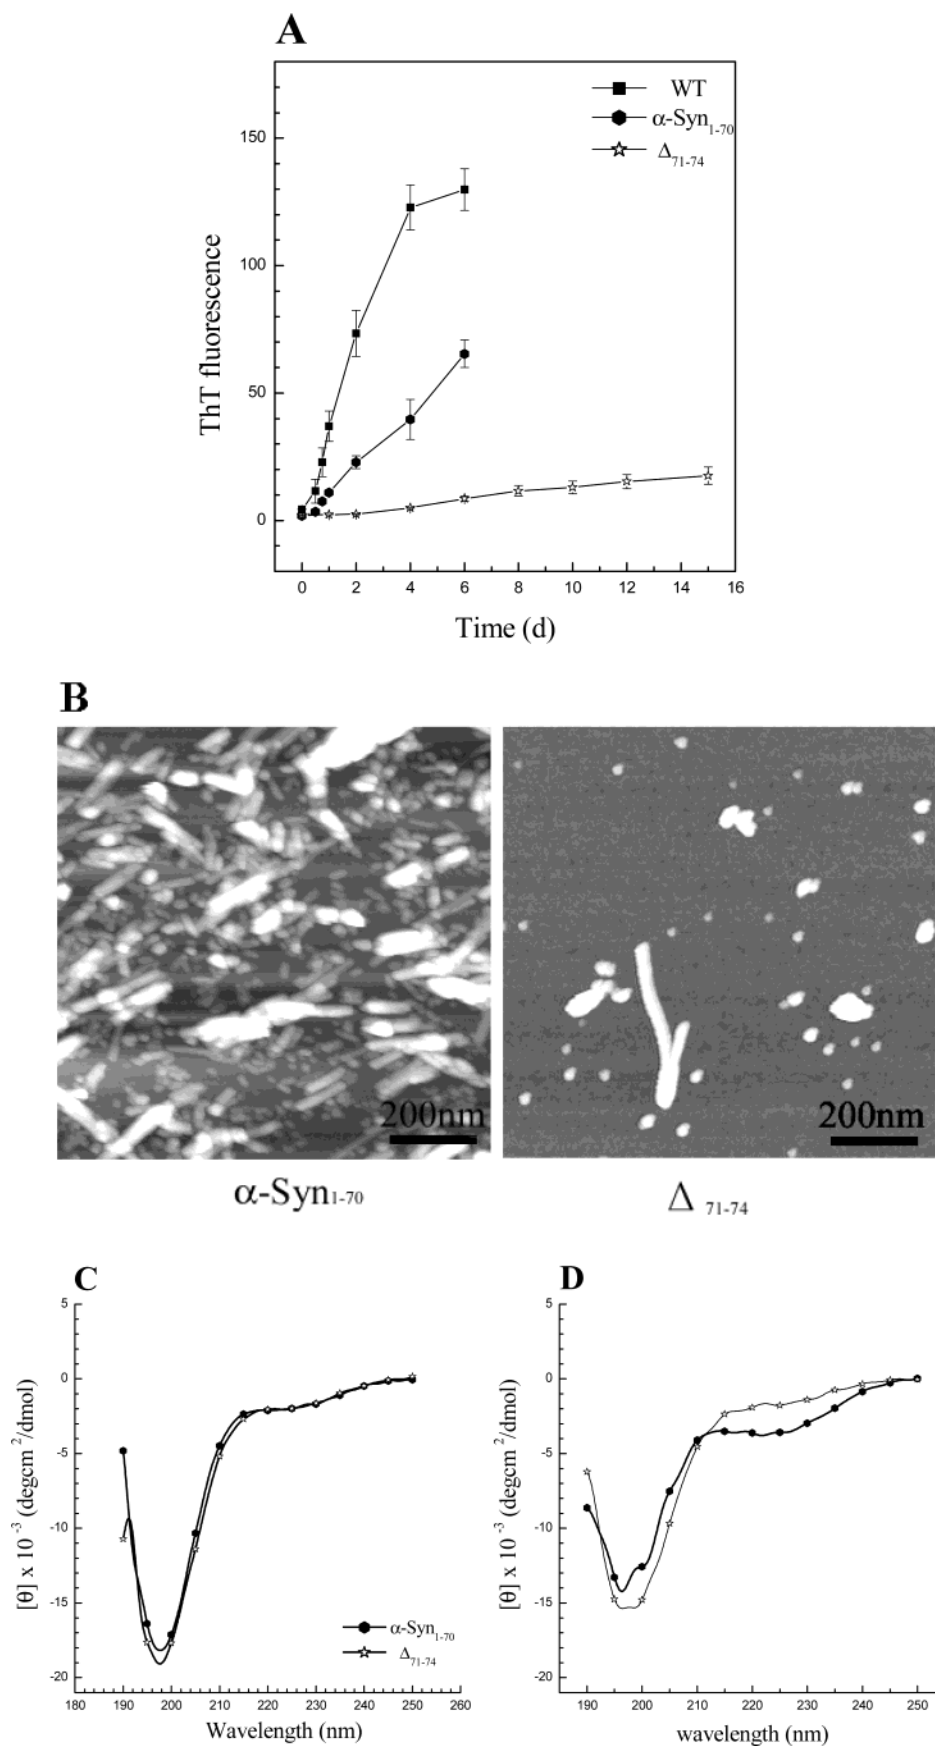 A
WT
α-Syn1-70
Δ71-74
150
100
50
0
ThT fluorescence
0 2 4 6 8 10 12 14 16
Time (d)
B
200nm 200nm
α-Syn1-70 Δ 71-74
C D
5 5
0 0
-5 -5
-10 -10
-15 -15
-20 -20
[θ] x 10⁻³ (degcm²/dmol) [θ] x 10⁻³ (degcm²/dmol)
α-Syn1-70
Δ71-74
180 190 200 210 220 230 240 250 260 190 200 210 220 230 240 250
Wavelength (nm) wavelength (nm)